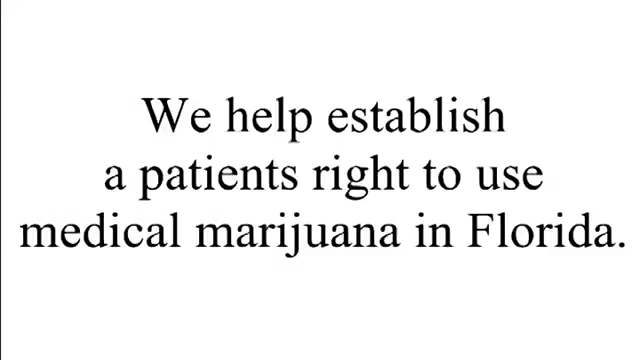 We help establish
a patients right to use
medical marijuana in Florida.